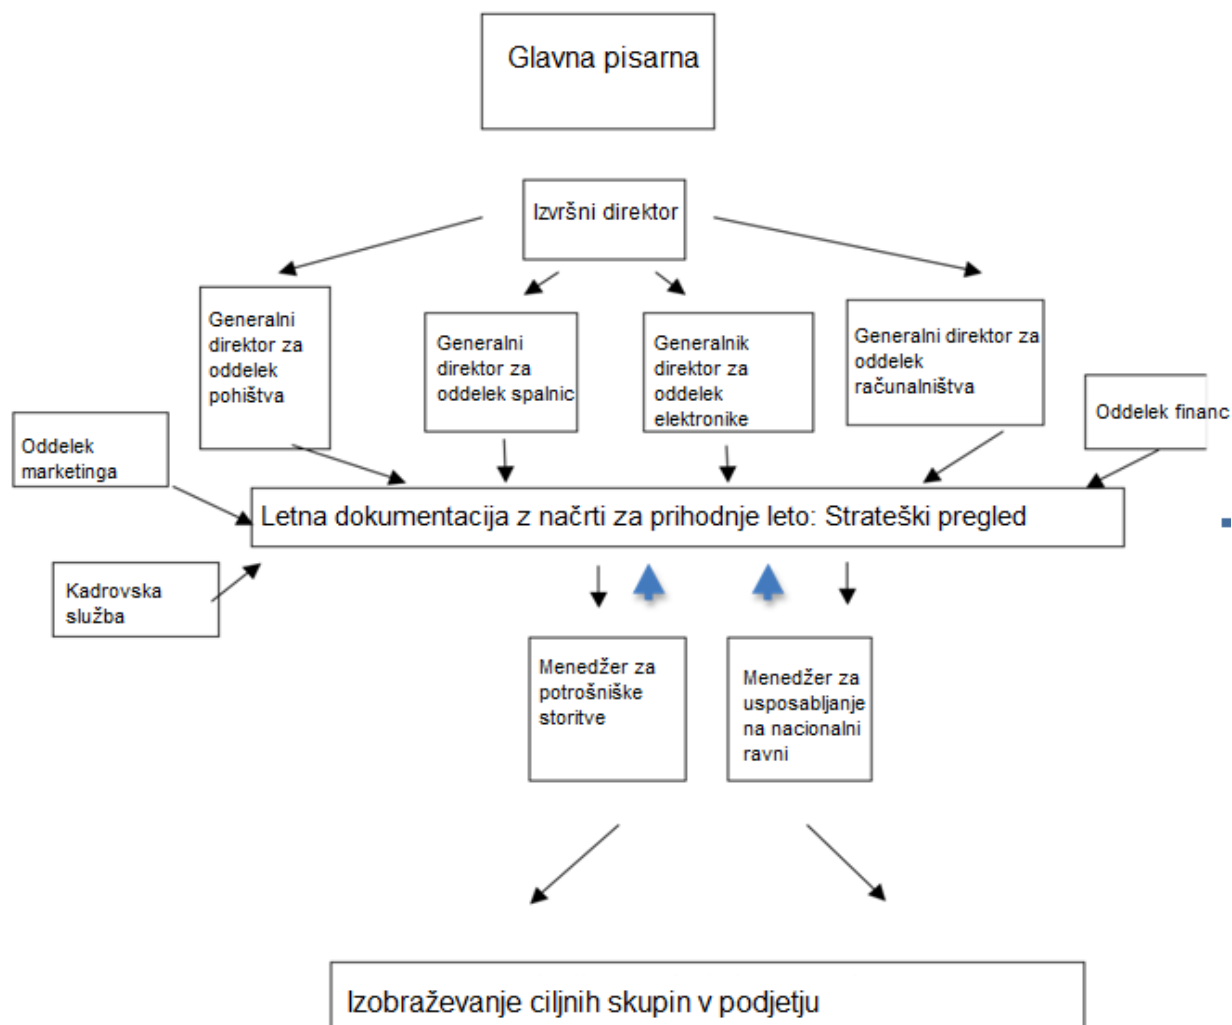 Glavna pisarna
Izvršni direktor
Generalni
direktor za
oddelek
pohištva
Generalni
direktor za
oddelek spalnic
Generalnik
direktor za
oddelek
elektronike
Generalni direktor za
oddelek
računalništva
Oddelek financ
Oddelek
marketinga
Letna dokumentacija z načrti za prihodnje leto: Strateški pregled
Kadrovska
služba
Menedžer za
potrošniške
storitve
Menedžer za
usposabljanje
na nacionalni
ravni
Izobraževanje ciljnih skupin v podjetju